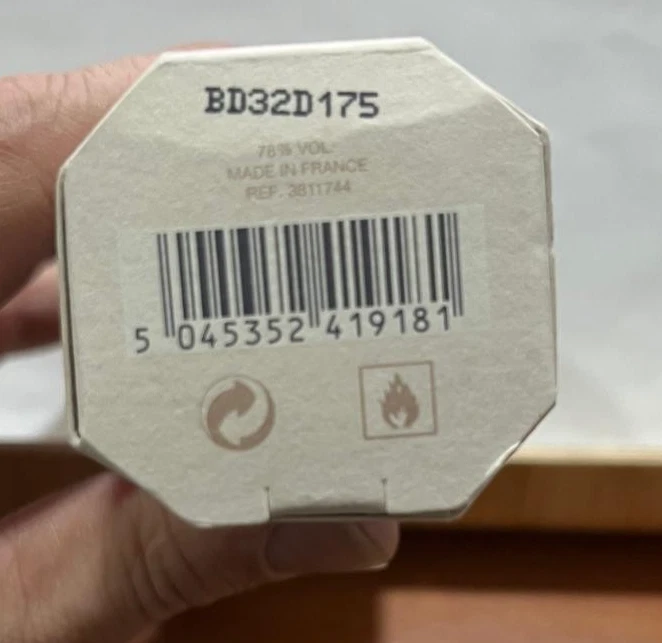 BD32D175
78% VOL.
MADE IN FRANCE
REF. 3811744
5 045352 419181